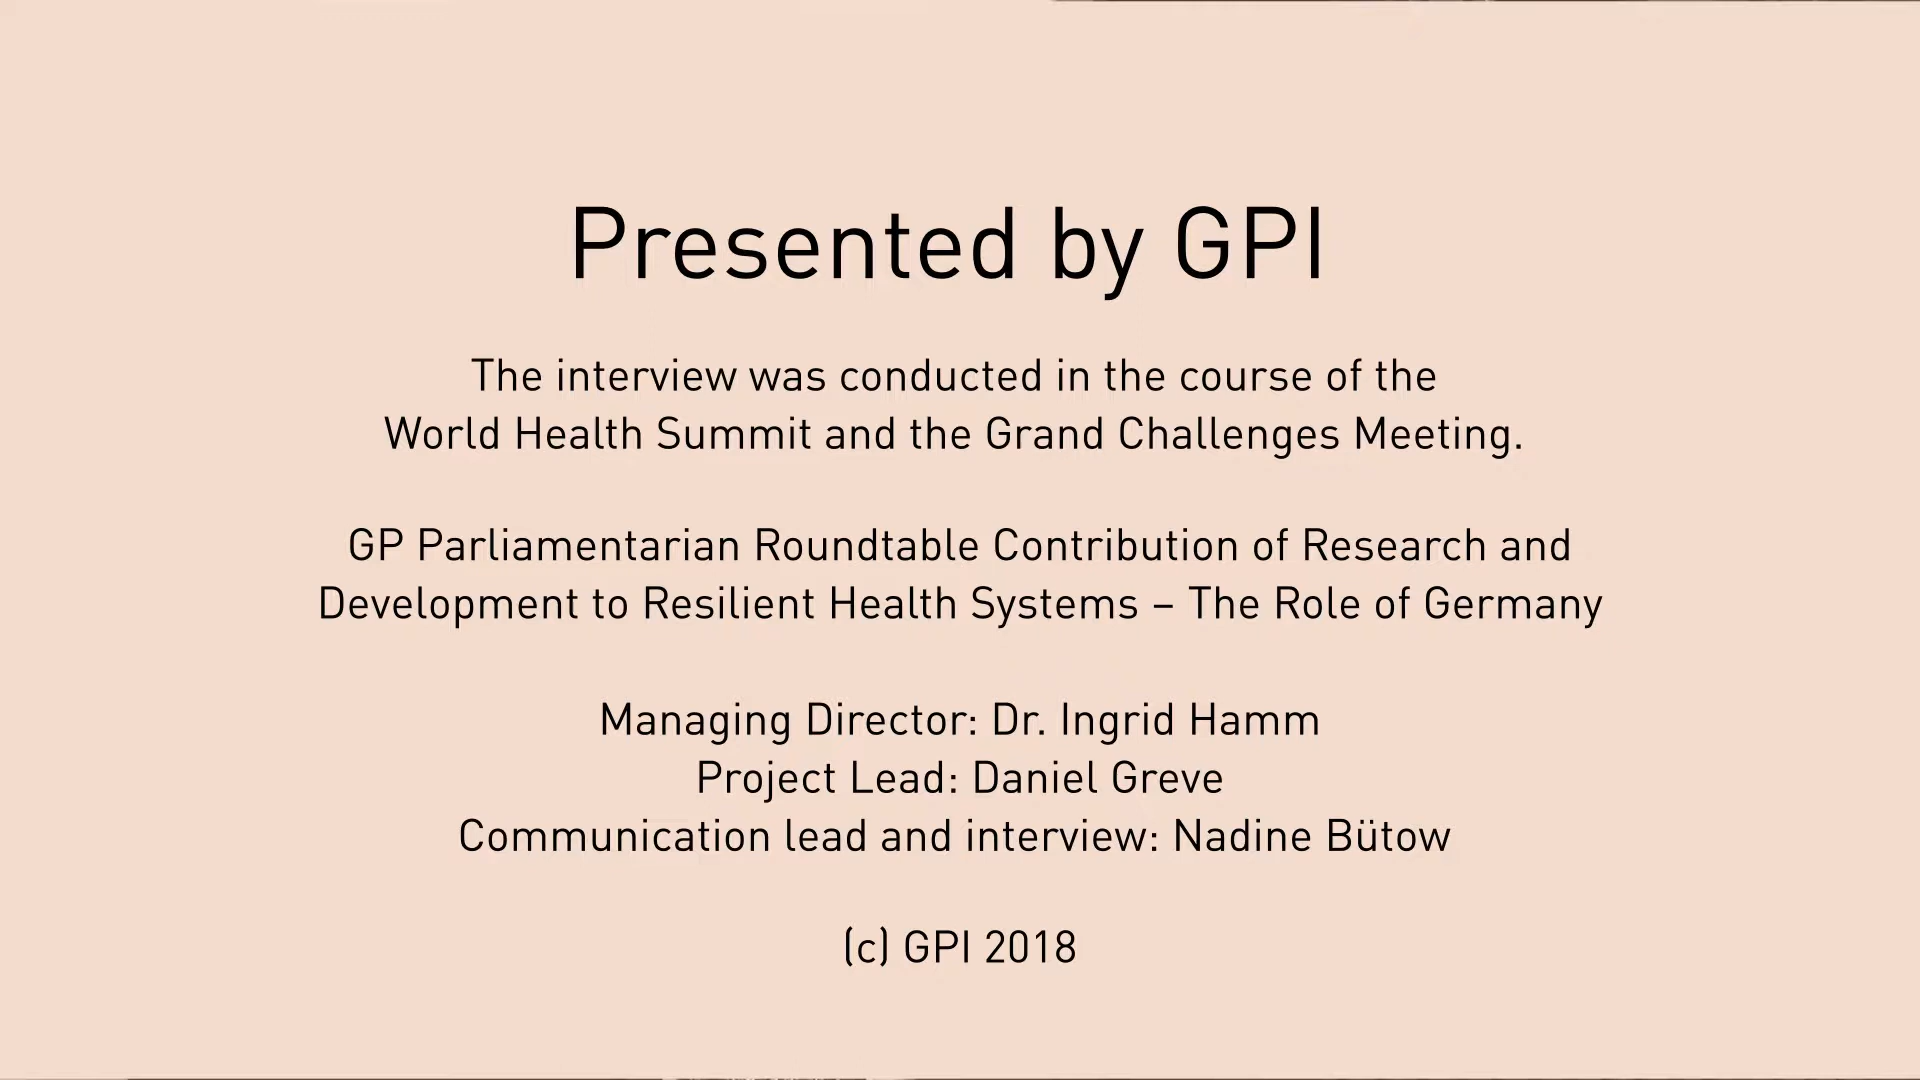 Presented by GPI
The interview was conducted in the course of the
World Health Summit and the Grand Challenges Meeting.
GP Parliamentarian Roundtable Contribution of Research and
Development to Resilient Health Systems – The Role of Germany
Managing Director: Dr. Ingrid Hamm
Project Lead: Daniel Greve
Communication lead and interview: Nadine Bütow
(c) GPI 2018